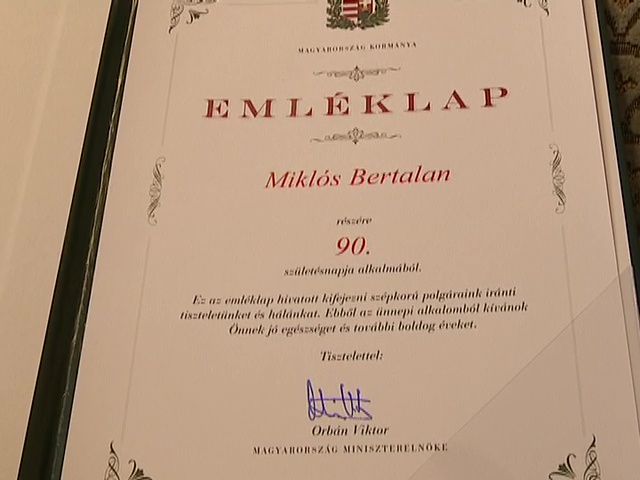 MAGYARORSZÁG KORMÁNYA
EMLÉKLAP
Miklós Bertalan
részére
90.
születésnapja alkalmából.
Ez az emléklap hivatott kifejezni szépkorú polgáraink iránti
tiszteletünket és hálánkat. Ebből az ünnepi alkalomból kívánok
Önnek jó egészséget és további boldog éveket.
Tisztelettel:
Orbán Viktor
MAGYARORSZÁG MINISZTERELNÖKE